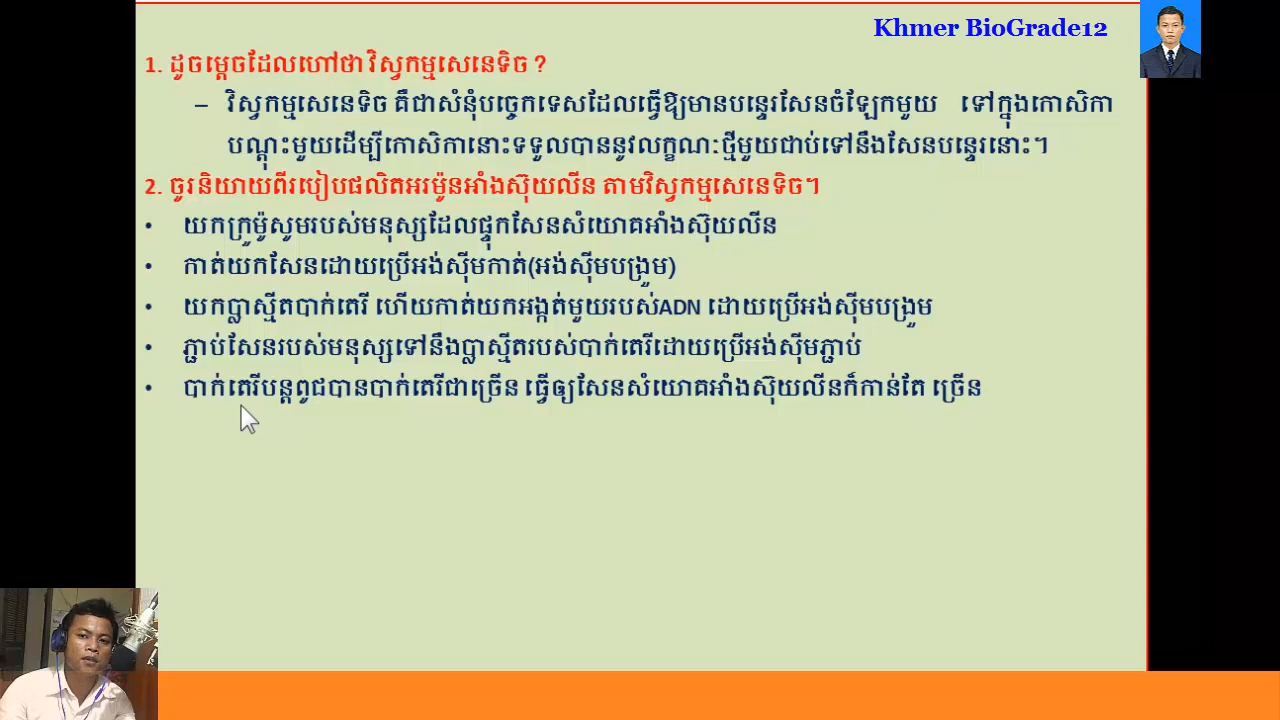 Khmer BioGrade12
1. ដូចម្ដេចដែលហៅថា វិស្វកម្មសេនេទិច ?
– វិស្វកម្មសេនេទិច គឺជាសំនុំបច្ចេកទេសដែលធ្វើឱ្យមានបន្ទេរសែនចំឡែកមួយ ទៅក្នុងកោសិកា
បណ្ដុះមួយដើម្បីកោសិកានោះទទួលបាននូវលក្ខណៈថ្មីមួយជាប់ទៅនឹងសែនបន្ទេរនោះ។
2. ចូរនិយាយពីរបៀបផលិតអរម៉ូនអាំងស៊ុយលីន តាមវិស្វកម្មសេនេទិច។
• យកក្រូម៉ូសូមរបស់មនុស្សដែលផ្ទុកសែនសំយោគអាំងស៊ុយលីន
• កាត់យកសែនដោយប្រើអង់ស៊ីមកាត់(អង់ស៊ីមបង្រួម)
• យកប្លាស្មីតបាក់តេរី ហើយកាត់យកអង្កត់មួយរបស់ADN ដោយប្រើអង់ស៊ីមបង្រួម
• ភ្ជាប់សែនរបស់មនុស្សទៅនឹងប្លាស្មីតរបស់បាក់តេរីដោយប្រើអង់ស៊ីមភ្ជាប់
• បាក់តេរីបន្តពូជបានបាក់តេរីជាច្រើន ធ្វើឲ្យសែនសំយោគអាំងស៊ុយលីនក៏កាន់តែ ច្រើន